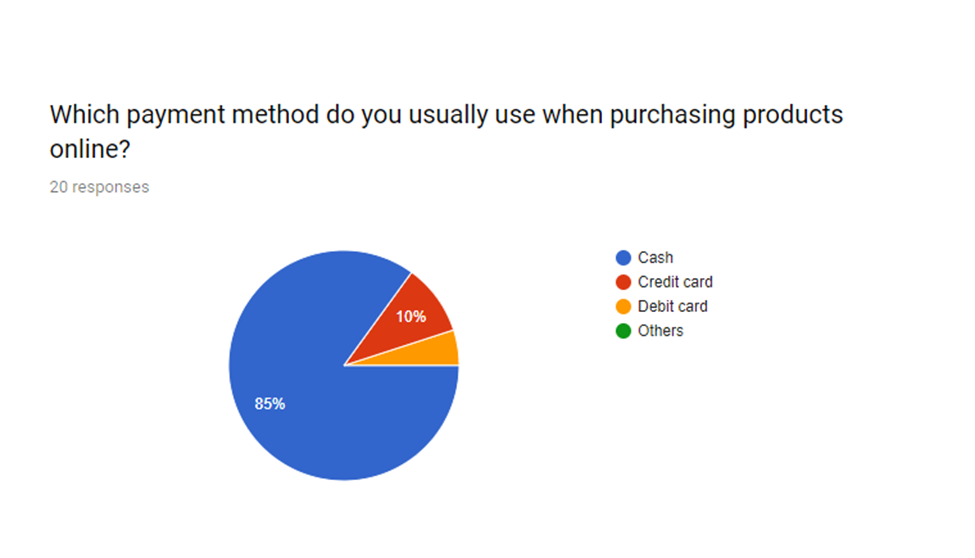 Which payment method do you usually use when purchasing products
online?
20 responses
Cash
Credit card
Debit card
Others
10%
85%